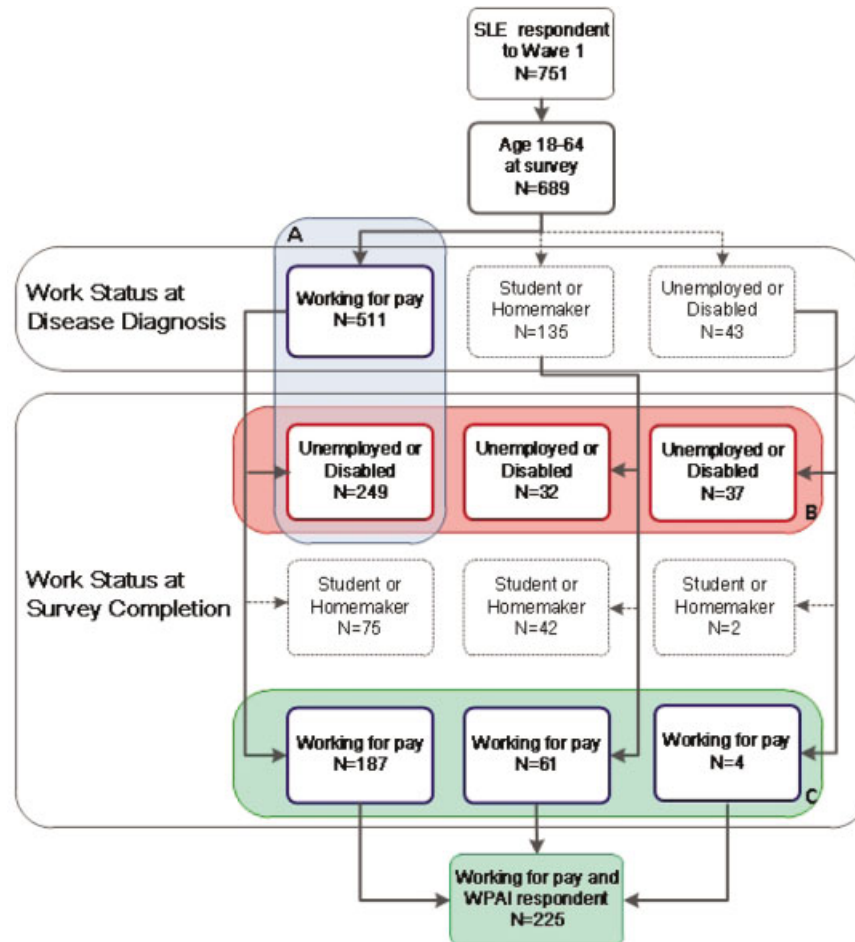 SLE respondent
to Wave 1
N=751
Age 18-64
at survey
N=689
A
Work Status at
Disease Diagnosis
Working for pay
N=511
Student or
Homemaker
N=135
Unemployed or
Disabled
N=43
Unemployed or
Disabled
N=249
Unemployed or
Disabled
N=32
Unemployed or
Disabled
N=37
B
Work Status at
Survey Completion
Student or
Homemaker
N=75
Student or
Homemaker
N=42
Student or
Homemaker
N=2
Working for pay
N=187
Working for pay
N=61
Working for pay
N=4
C
Working for pay and
WPAI respondent
N=225